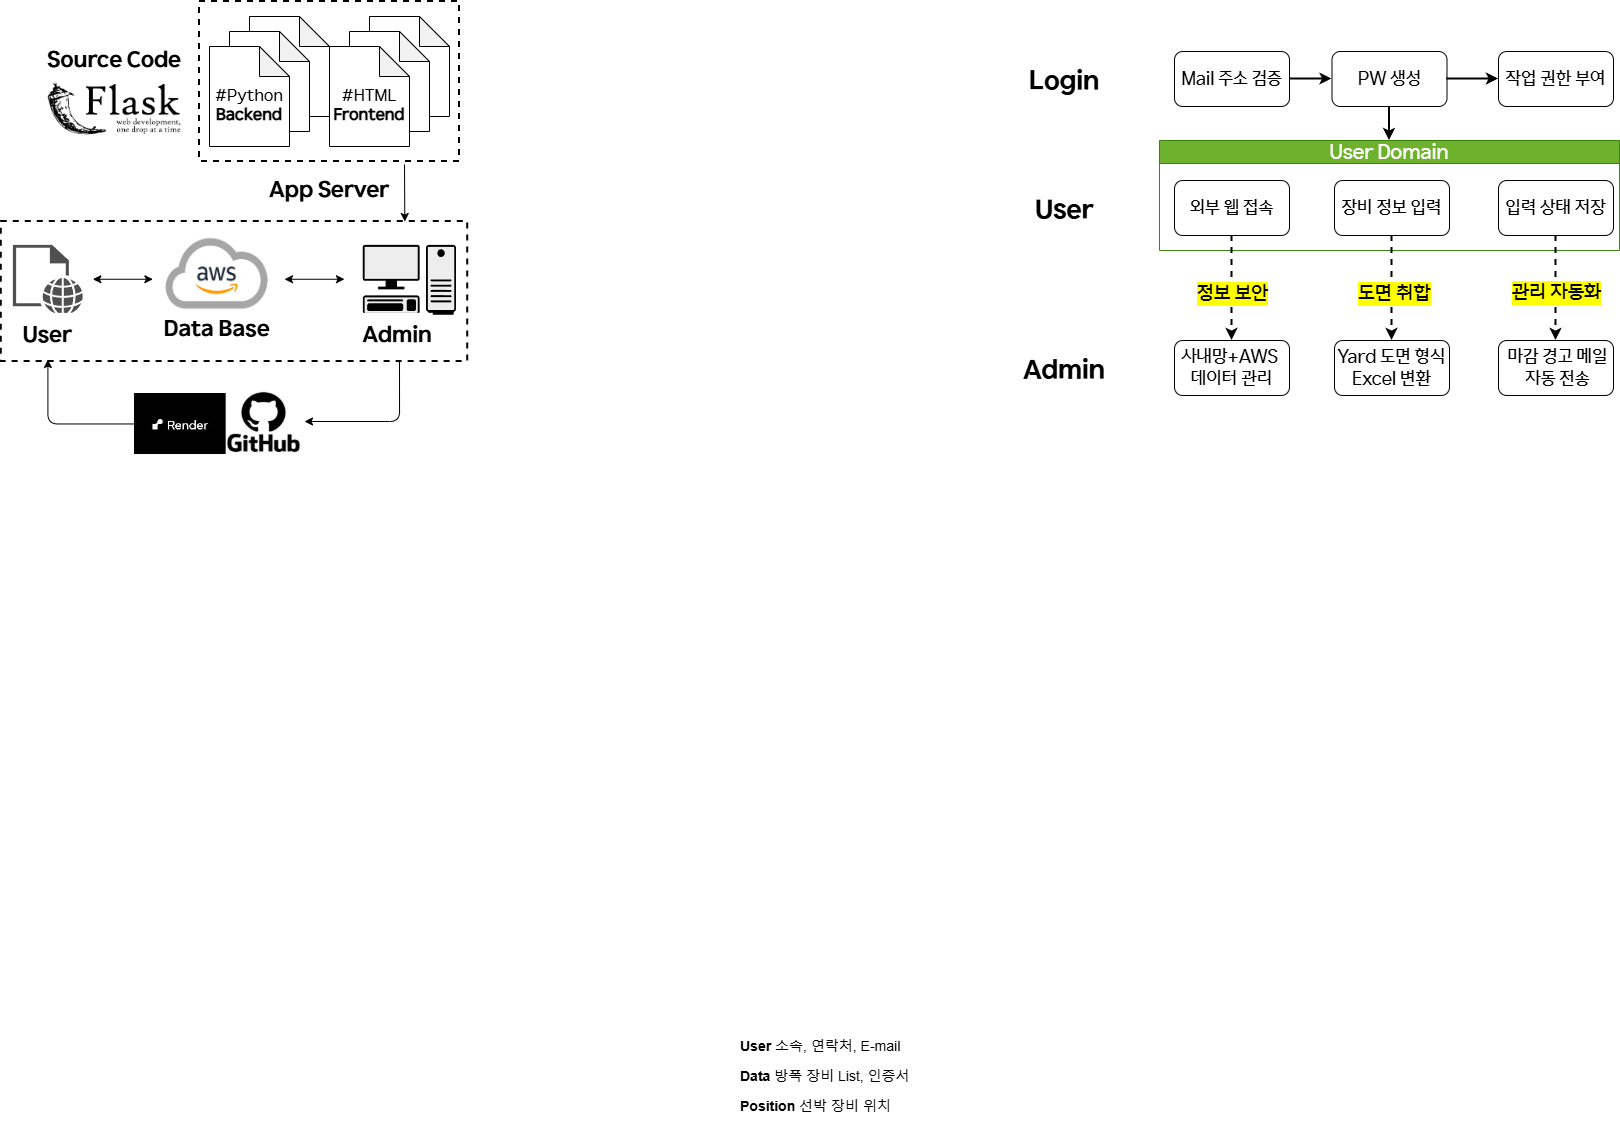 Source Code
Flask
web development,
one drop at a time
#Python
Backend
#HTML
Frontend
App Server
User
aws
Data Base
Admin
Render
GitHub
Login
Mail 주소 검증
PW 생성
작업 권한 부여
User Domain
User
외부 웹 접속
장비 정보 입력
입력 상태 저장
정보 보안
도면 취합
관리 자동화
Admin
사내망+AWS
데이터 관리
Yard 도면 형식
Excel 변환
마감 경고 메일
자동 전송
User 소속, 연락처, E-mail
Data 방폭 장비 List, 인증서
Position 선박 장비 위치